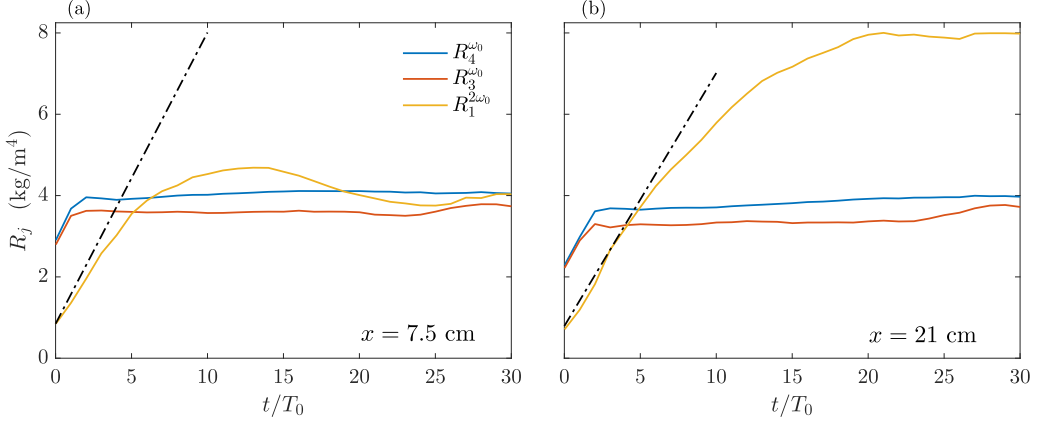 (a)
(b)
8
6
4
2
0
R_j (kg/m^4)
R_4^{ω_0}
R_3^{ω_0}
R_1^{2ω_0}
x = 7.5 cm
x = 21 cm
0 5 10 15 20 25 30
0 5 10 15 20 25 30
t/T_0
t/T_0